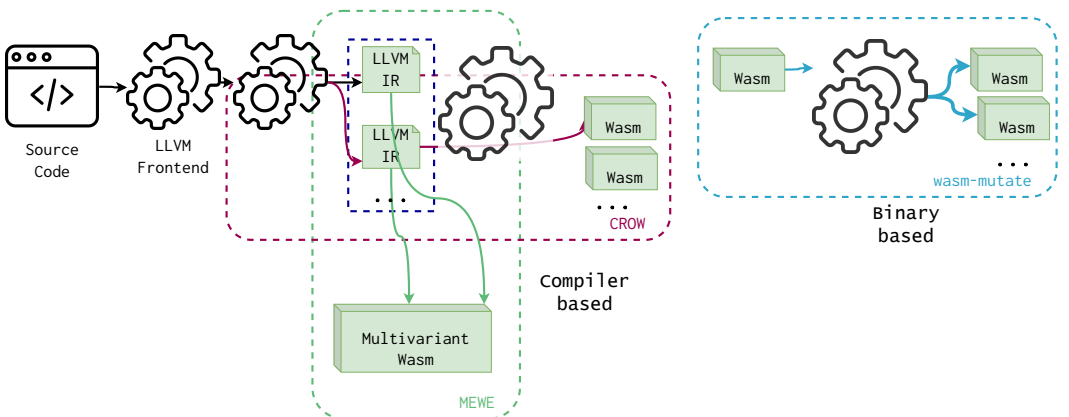 </>
Source
Code
LLVM
Frontend
LLVM
IR
LLVM
IR
...
Wasm
Wasm
...
CROW
Multivariant
Wasm
MEWE
Compiler
based
Wasm
Wasm
Wasm
...
wasm-mutate
Binary
based